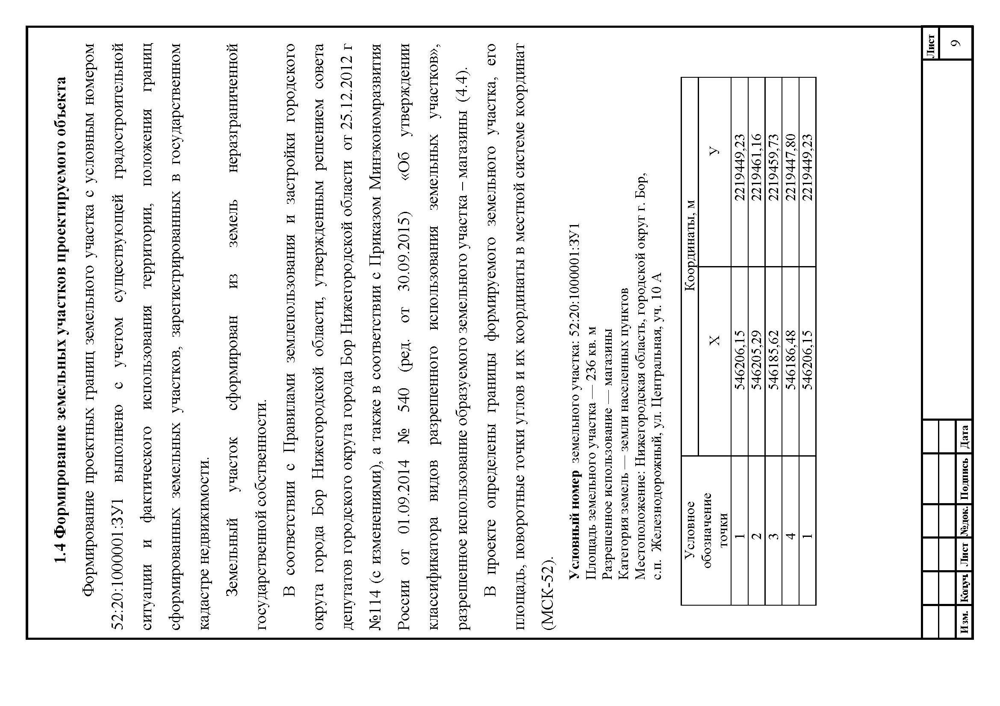 1.4 Формирование земельных участков проектируемого объекта
Формирование проектных границ земельного участка с условным номером
52:20:1000001:ЗУ1 выполнено с учетом существующей градостроительной
ситуации и фактического использования территории, положения границ
сформированных земельных участков, зарегистрированных в государственном
кадастре недвижимости.
Земельный участок сформирован из земель неразграниченной
государственной собственности.
В соответствии с Правилами землепользования и застройки городского
округа города Бор Нижегородской области, утвержденным решением совета
депутатов городского округа города Бор Нижегородской области от 25.12.2012 г
№114 (с изменениями), а также в соответствии с Приказом Минэкономразвития
России от 01.09.2014 № 540 (ред. от 30.09.2015) «Об утверждении
классификатора видов разрешенного использования земельных участков»,
разрешенное использование образуемого земельного участка – магазины (4.4).
В проекте определены границы формируемого земельного участка, его
площадь, поворотные точки углов и их координаты в местной системе координат
(МСК-52).
Условный номер земельного участка: 52:20:1000001:ЗУ1
Площадь земельного участка — 236 кв. м
Разрешенное использование — магазины
Категория земель — земли населенных пунктов
Местоположение: Нижегородская область, городской округ г. Бор,
с.п. Железнодорожный, ул. Центральная, уч. 10 А
Условное обозначение точки Координаты, м
Х У
1 546206,15 2219449,23
2 546205,29 2219461,16
3 546185,62 2219459,73
4 546186,48 2219447,80
1 546206,15 2219449,23
Изм. Колуч. Лист №док. Подпись Дата
Лист
9